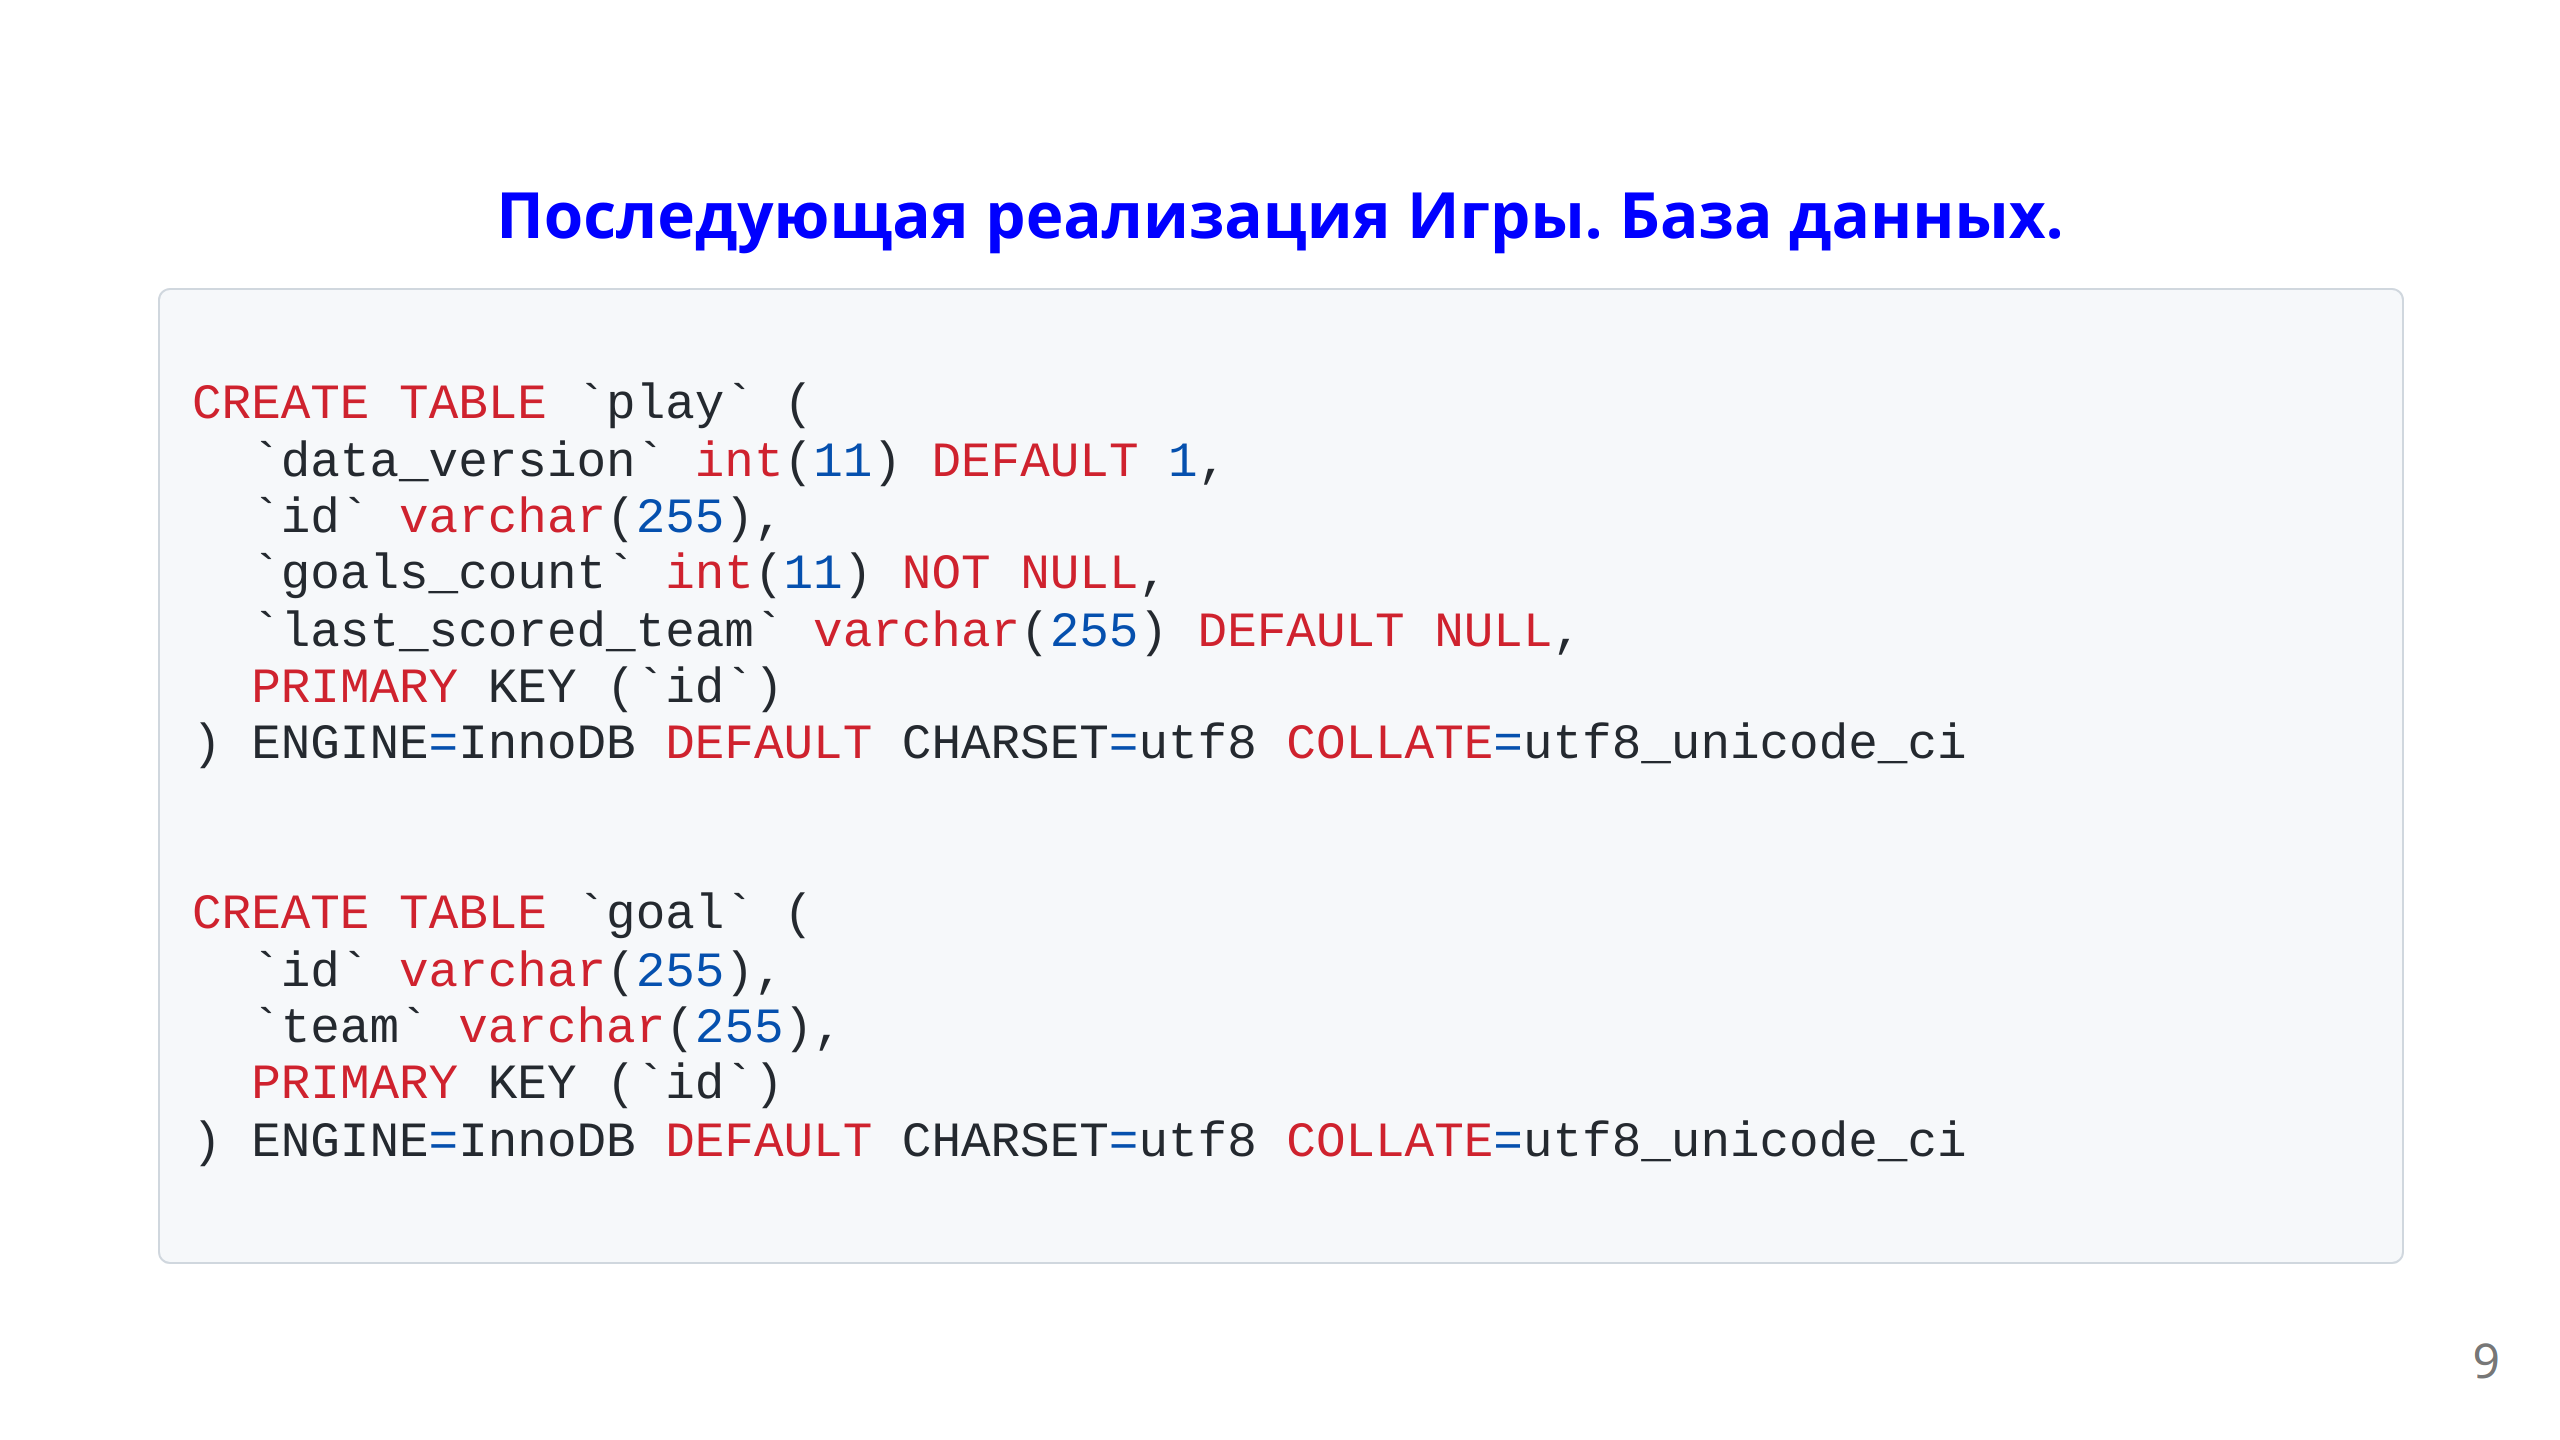 Последующая реализация Игры. База данных.
CREATE TABLE `play` (
  `data_version` int(11) DEFAULT 1,
  `id` varchar(255),
  `goals_count` int(11) NOT NULL,
  `last_scored_team` varchar(255) DEFAULT NULL,
  PRIMARY KEY (`id`)
) ENGINE=InnoDB DEFAULT CHARSET=utf8 COLLATE=utf8_unicode_ci
CREATE TABLE `goal` (
  `id` varchar(255),
  `team` varchar(255),
  PRIMARY KEY (`id`)
) ENGINE=InnoDB DEFAULT CHARSET=utf8 COLLATE=utf8_unicode_ci
9